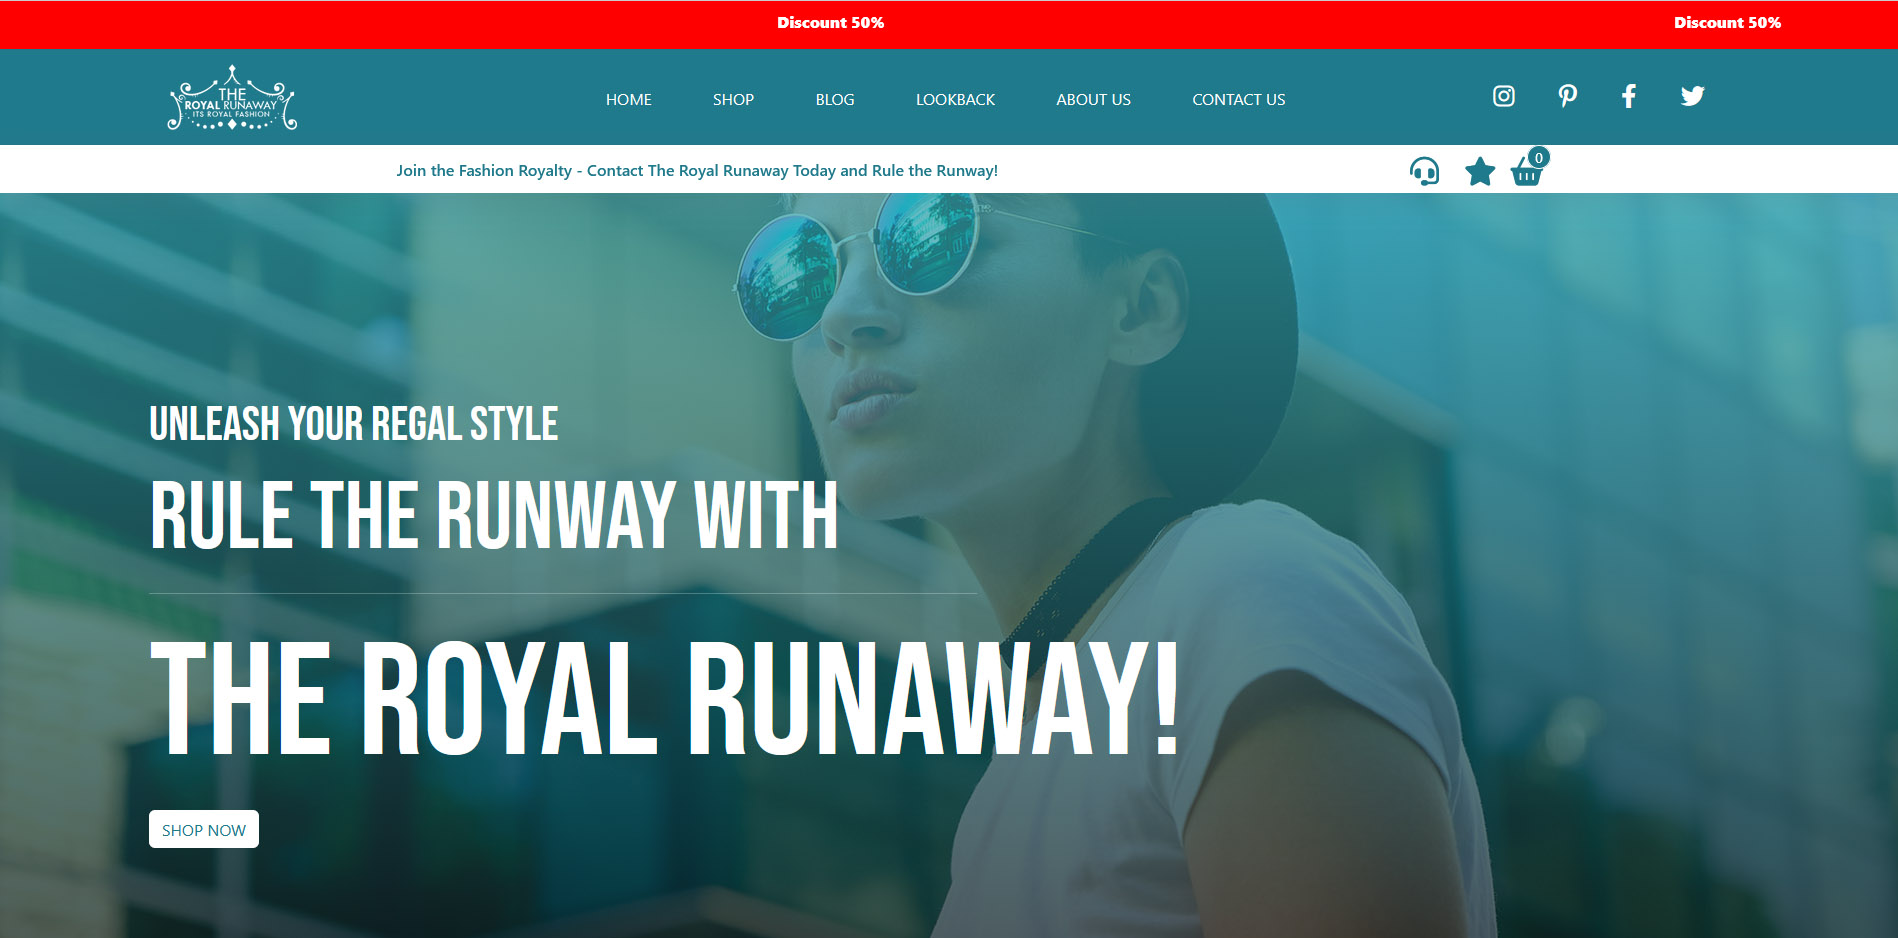 Discount 50% Discount 50%
THE
ROYAL RUNAWAY
ITS ROYAL FASHION
HOME SHOP BLOG LOOKBACK ABOUT US CONTACT US
Join the Fashion Royalty - Contact The Royal Runaway Today and Rule the Runway!
0
UNLEASH YOUR REGAL STYLE
RULE THE RUNWAY WITH
THE ROYAL RUNAWAY!
SHOP NOW